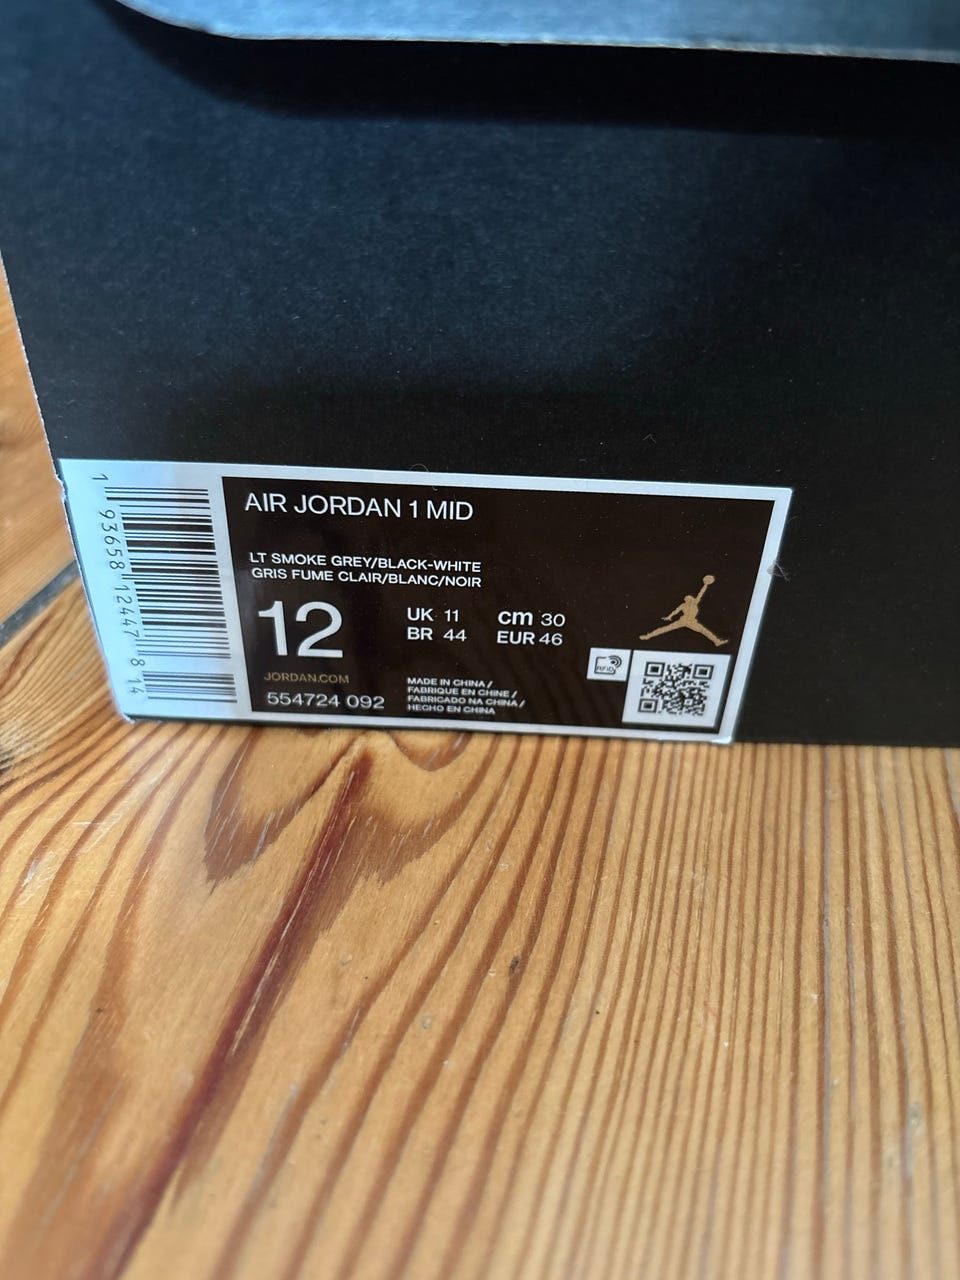 AIR JORDAN 1 MID
LT SMOKE GREY/BLACK-WHITE
GRIS FUME CLAIR/BLANC/NOIR
12
UK 11
BR 44
cm 30
EUR 46
JORDAN.COM
554724 092
MADE IN CHINA /
FABRIQUE EN CHINE /
FABRICADO NA CHINA /
HECHO EN CHINA
RFID
1 93658 12447 8 14